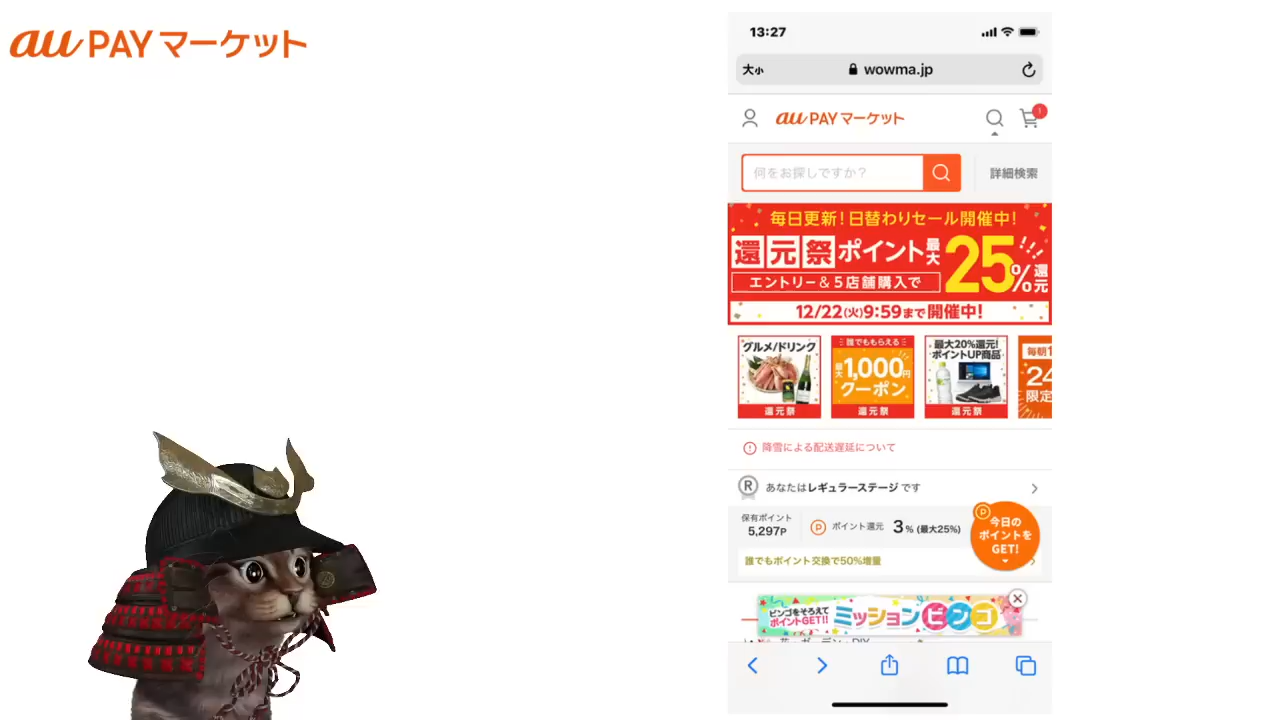 au PAY マーケット
13:27
大小
wowma.jp
au PAY マーケット
1
何をお探しですか？
詳細検索
毎日更新!日替わりセール開催中!
還元祭ポイント最大25%還元
エントリー&5店舗購入で
12/22(火)9:59まで開催中!
グルメ/ドリンク
還元祭
誰でももらえる
最大1,000円
クーポン
還元祭
最大20%還元!
ポイントUP商品
還元祭
毎朝1
24
限定
降雪による配送遅延について
R
あなたはレギュラーステージ です
保有ポイント
5,297P
P
ポイント還元 3% (最大25%)
P
今日の
ポイントを
GET!
誰でもポイント交換で50%増量
ビンゴをそろえて
ポイントGET!!
ミッションビンゴ